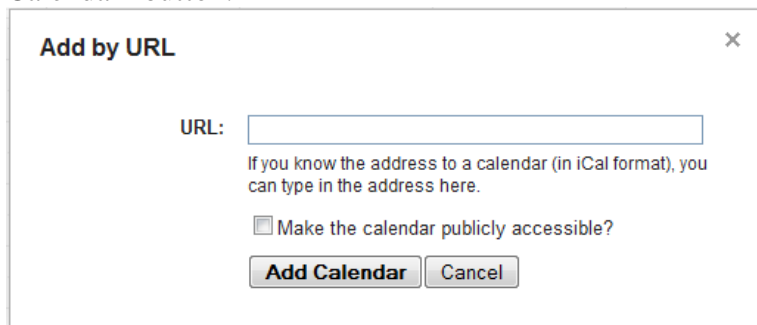 Add by URL
×
URL:
If you know the address to a calendar (in iCal format), you
can type in the address here.
Make the calendar publicly accessible?
Add Calendar Cancel